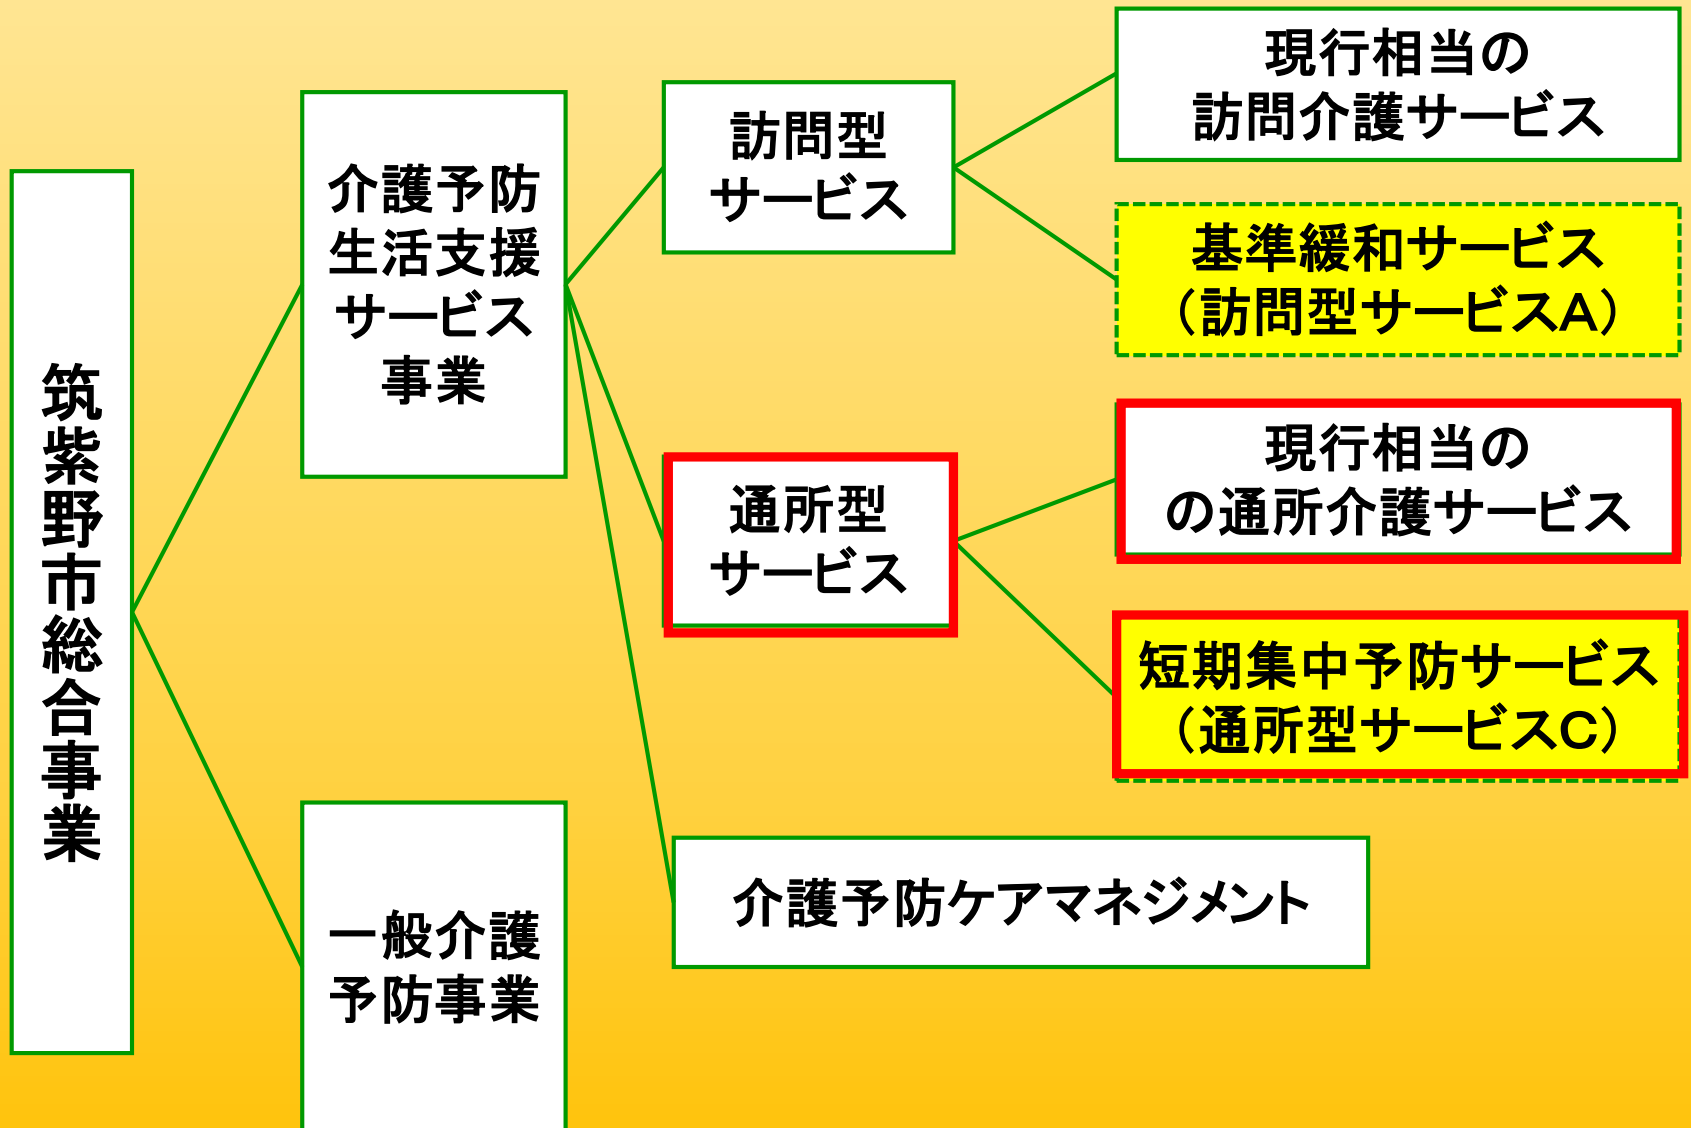 筑紫野市総合事業
介護予防
生活支援
サービス
事業
訪問型
サービス
現行相当の
訪問介護サービス
基準緩和サービス
（訪問型サービスA）
通所型
サービス
現行相当の
の通所介護サービス
短期集中予防サービス
（通所型サービスC）
介護予防ケアマネジメント
一般介護
予防事業